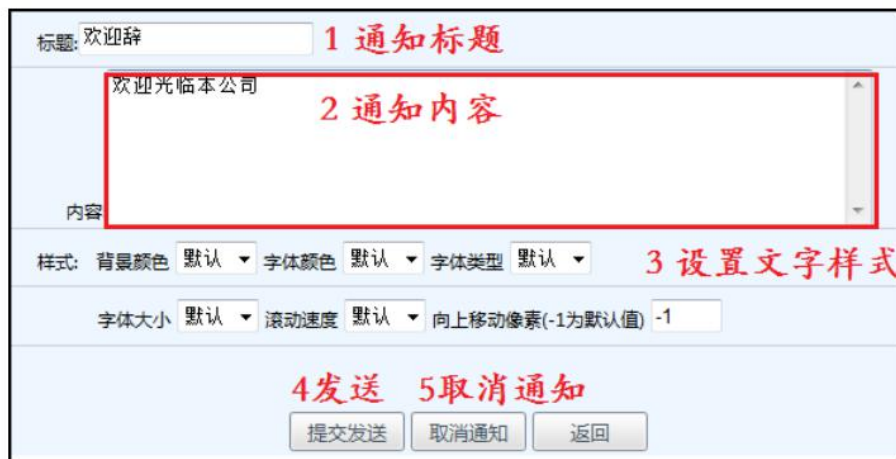 标题: 欢迎辞 1 通知标题
欢迎光临本公司
2 通知内容
内容
样式: 背景颜色 默认 字体颜色 默认 字体类型 默认 3 设置文字样式
字体大小 默认 滚动速度 默认 向上移动像素(-1为默认值) -1
4发送 5取消通知
提交发送 取消通知 返回